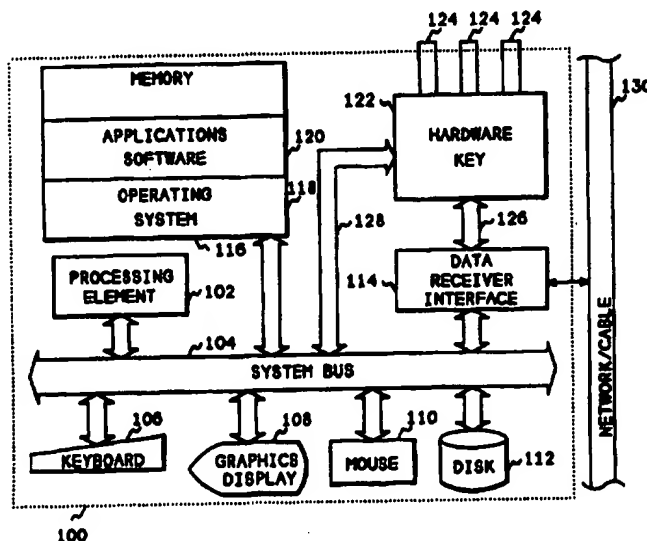 124 124 124
MEMORY
122
130
APPLICATIONS
SOFTWARE
120
HARDWARE
KEY
OPERATING
SYSTEM
118
116
128
126
PROCESSING
ELEMENT
102
114
DATA
RECEIVER
INTERFACE
104
SYSTEM BUS
NETWORK/CABLE
106
KEYBOARD
108
GRAPHICS
DISPLAY
110
MOUSE
DISK
112
100